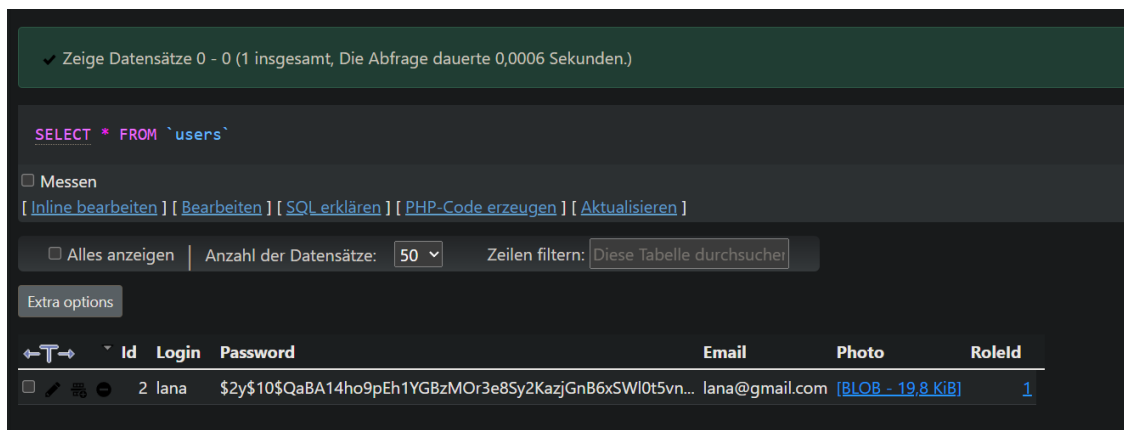 Zeige Datensätze 0 - 0 (1 insgesamt, Die Abfrage dauerte 0,0006 Sekunden.)
SELECT * FROM `users`
Messen
[ Inline bearbeiten ] [ Bearbeiten ] [ SQL erklären ] [ PHP-Code erzeugen ] [ Aktualisieren ]
Alles anzeigen | Anzahl der Datensätze: 50 Zeilen filtern: Diese Tabelle durchsuchen
Extra options
←T→ Id Login Password Email Photo RoleId
2 lana $2y$10$QaBA14ho9pEh1YGBzMOr3e8Sy2KazjGnB6xSWl0t5vn... lana@gmail.com [BLOB - 19,8 KiB] 1